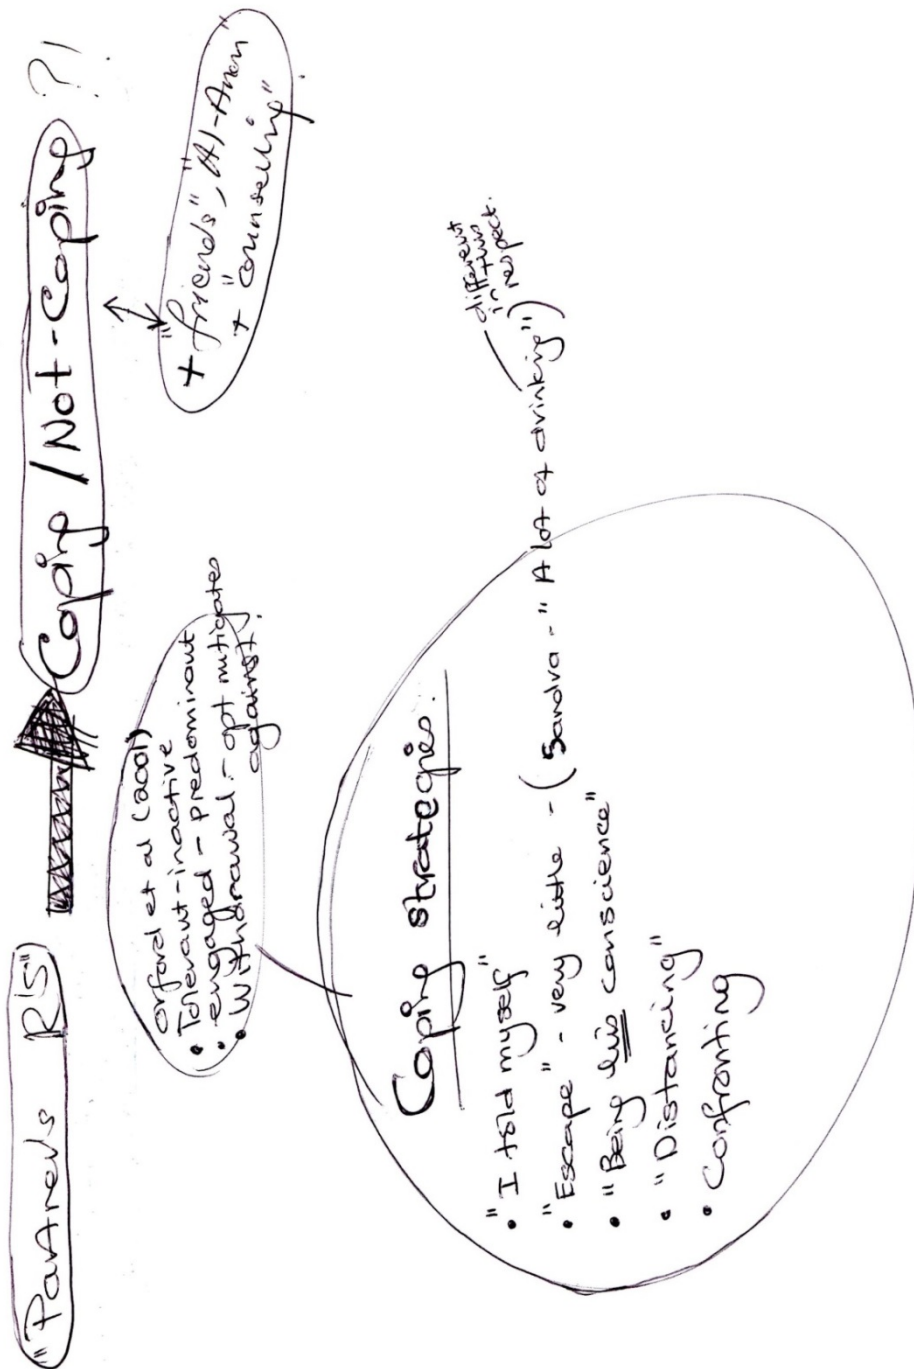 "Partners R'S"
Coping / Not-Coping ?!
+ "friends", "Al-Anon"
+ "counselling"
Orford et al (2001)
• Tolerant-inactive
• engaged - predominant
• Withdrawal - opt mitigates
against.
Coping strategies.
• "I told myself"
• "Escape" - very little - (Sandra - "A lot of drinking")
different
in this
respect.
• "Being his conscience"
• "Distancing"
• Confronting